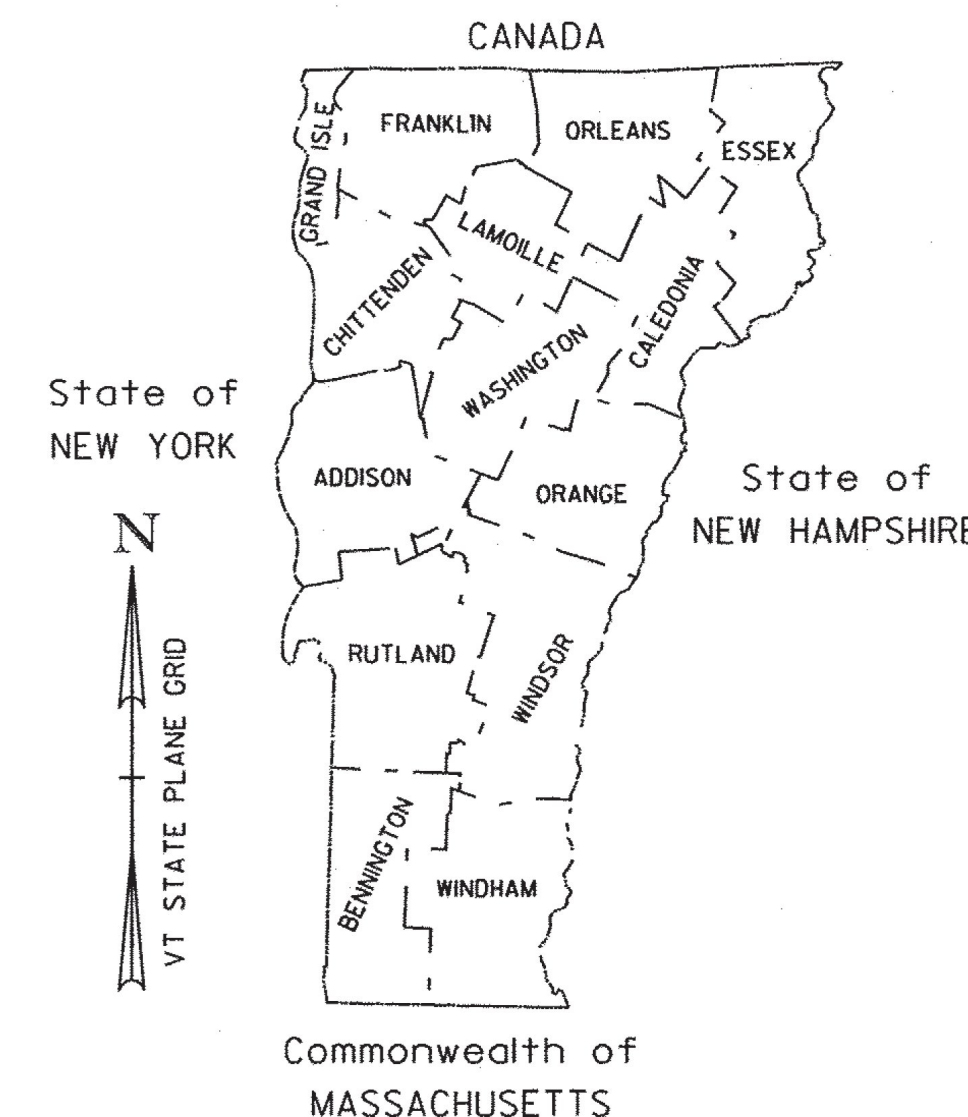 CANADA
FRANKLIN
ORLEANS
ESSEX
GRAND ISLE
LAMOILLE
CHITTENDEN
CALEDONIA
WASHINGTON
State of
NEW YORK
ADDISON
ORANGE
State of
NEW HAMPSHIRE
N
RUTLAND
WINDSOR
VT STATE PLANE GRID
BENNINGTON
WINDHAM
Commonwealth of
MASSACHUSETTS